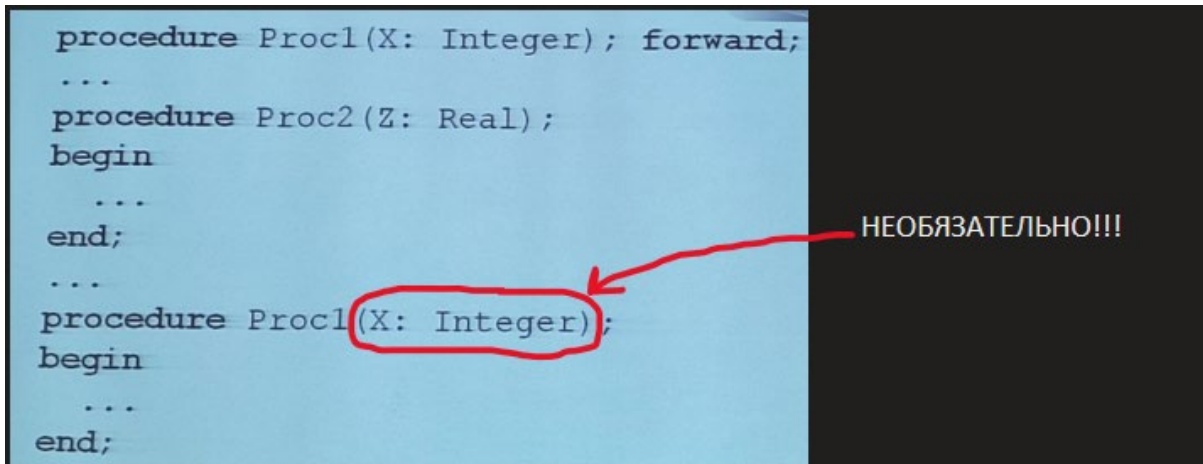 procedure Proc1(X: Integer); forward;
...
procedure Proc2(Z: Real);
begin
...
end;
...
procedure Proc1(X: Integer);
НЕОБЯЗАТЕЛЬНО!!!
begin
...
end;